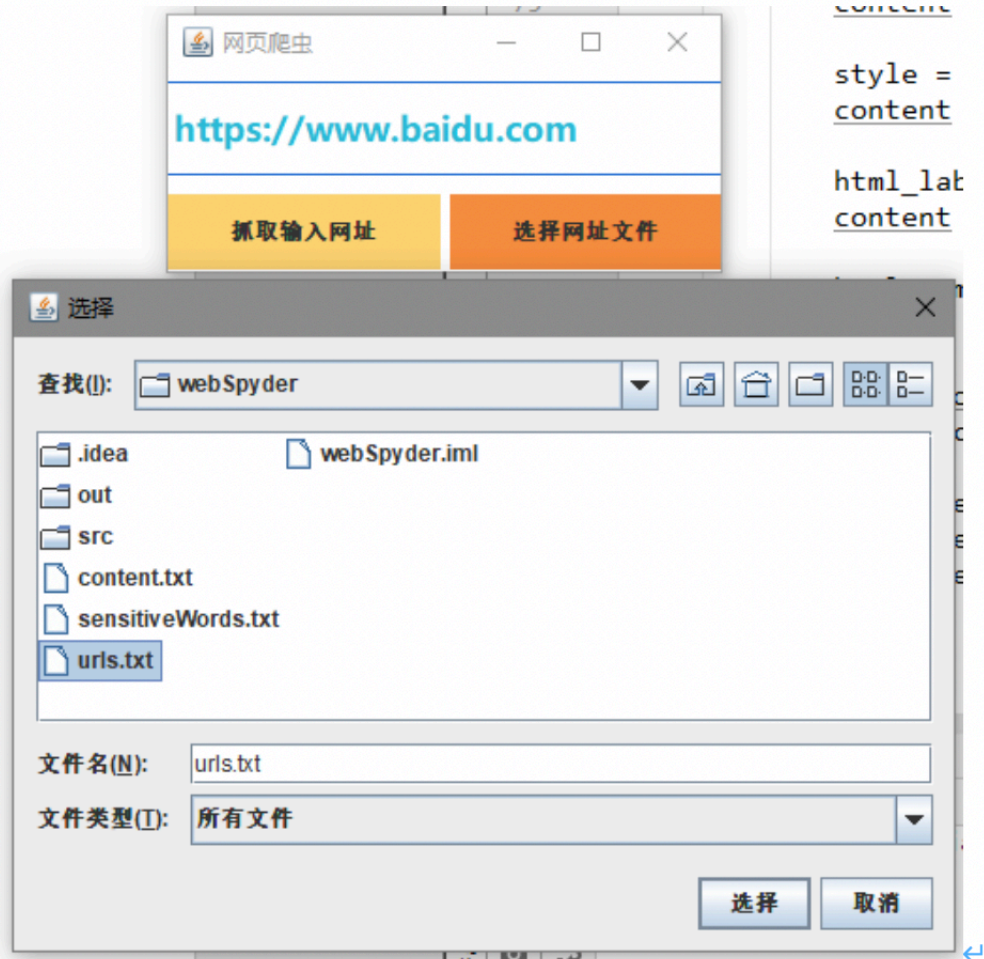 网页爬虫
content
style =
content
html_lab
content
https://www.baidu.com
抓取输入网址
选择网址文件
选择
查找(I):
webSpyder
.idea
webSpyder.iml
out
src
content.txt
sensitiveWords.txt
urls.txt
文件名(N):
urls.txt
文件类型(T):
所有文件
选择
取消